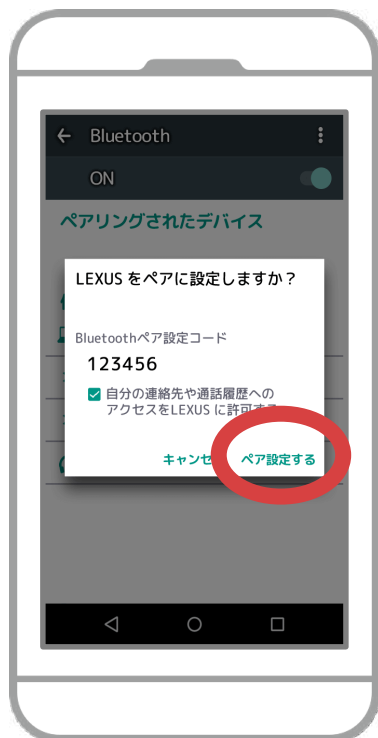 Bluetooth
ON
ペアリングされたデバイス
LEXUS をペアに設定しますか？
Bluetoothペア設定コード
123456
自分の連絡先や通話履歴への
アクセスをLEXUS に許可する
キャンセ
ペア設定する